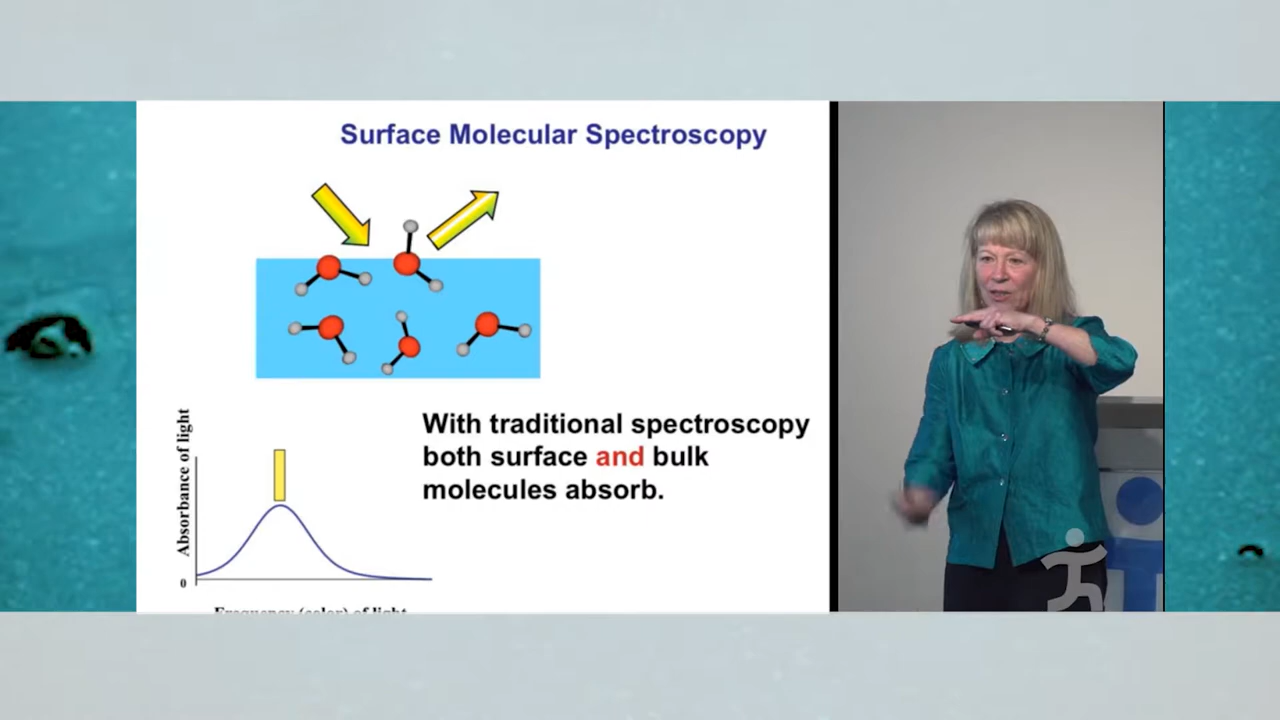 Surface Molecular Spectroscopy
With traditional spectroscopy
both surface and bulk
molecules absorb.
Absorbance of light
0
Frequency (color) of light